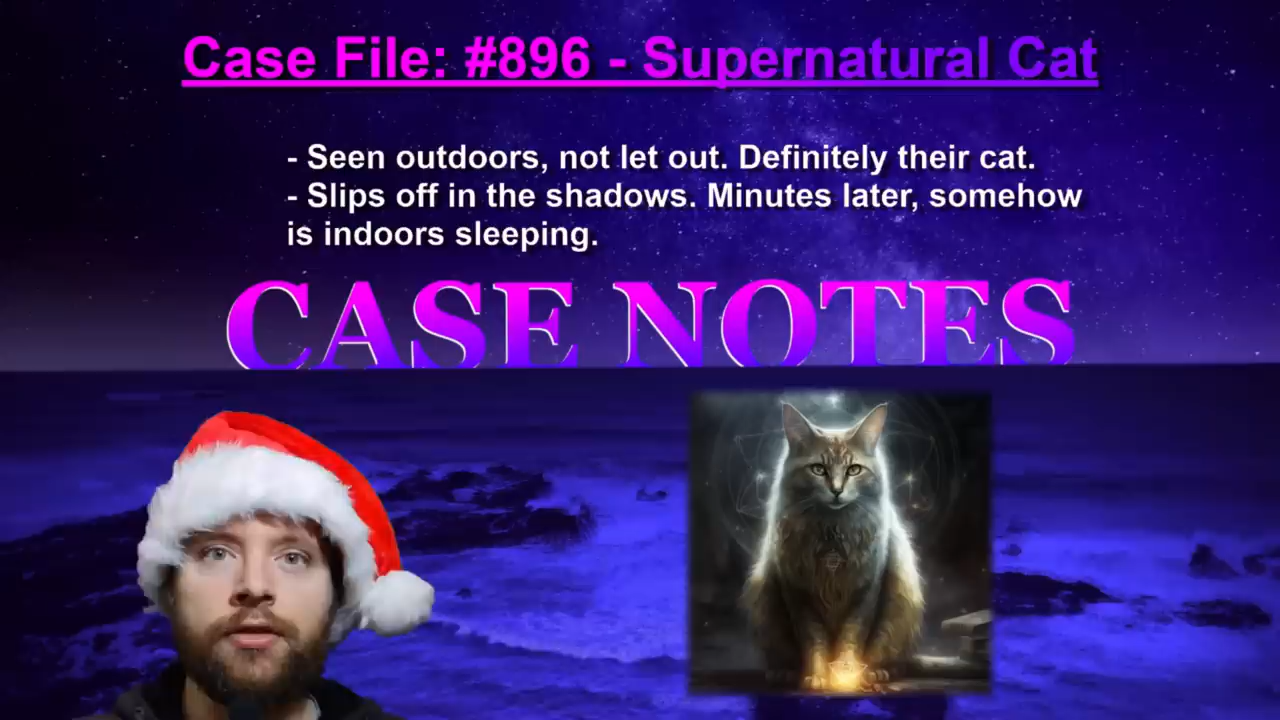 Case File: #896 - Supernatural Cat
- Seen outdoors, not let out. Definitely their cat.
- Slips off in the shadows. Minutes later, somehow
is indoors sleeping.
CASE NOTES